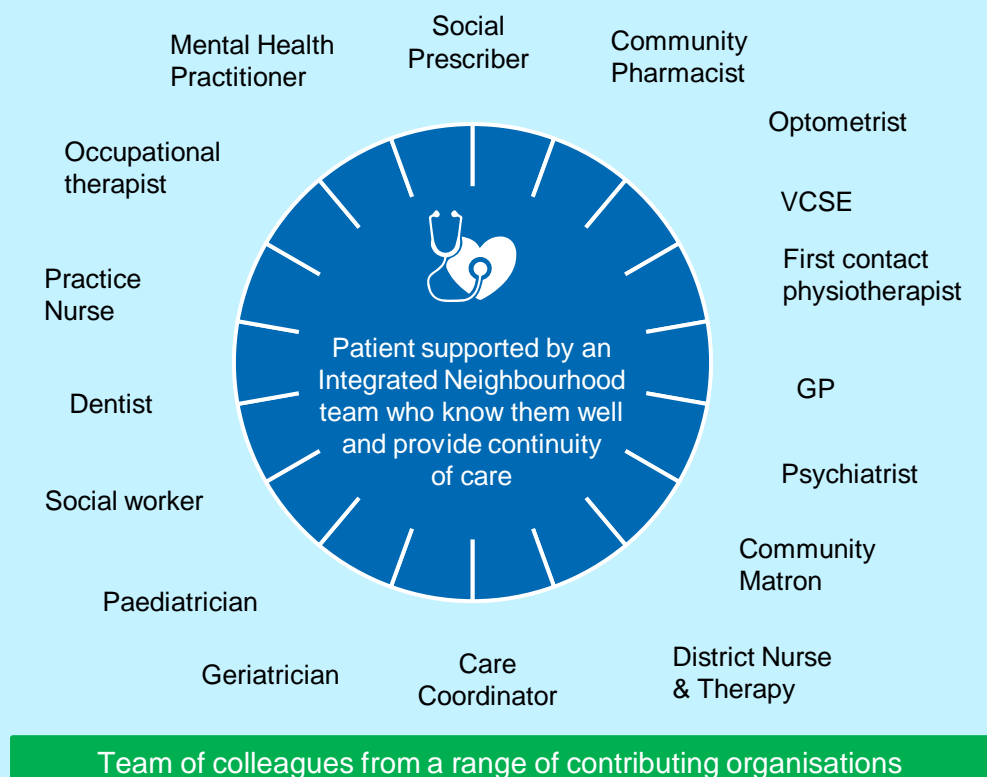 Social
Prescriber
Community
Pharmacist
Optometrist
VCSE
First contact
physiotherapist
GP
Psychiatrist
Community
Matron
District Nurse
& Therapy
Care
Coordinator
Geriatrician
Paediatrician
Social worker
Dentist
Practice
Nurse
Occupational
therapist
Mental Health
Practitioner
Patient supported by an
Integrated Neighbourhood
team who know them well
and provide continuity
of care
Team of colleagues from a range of contributing organisations